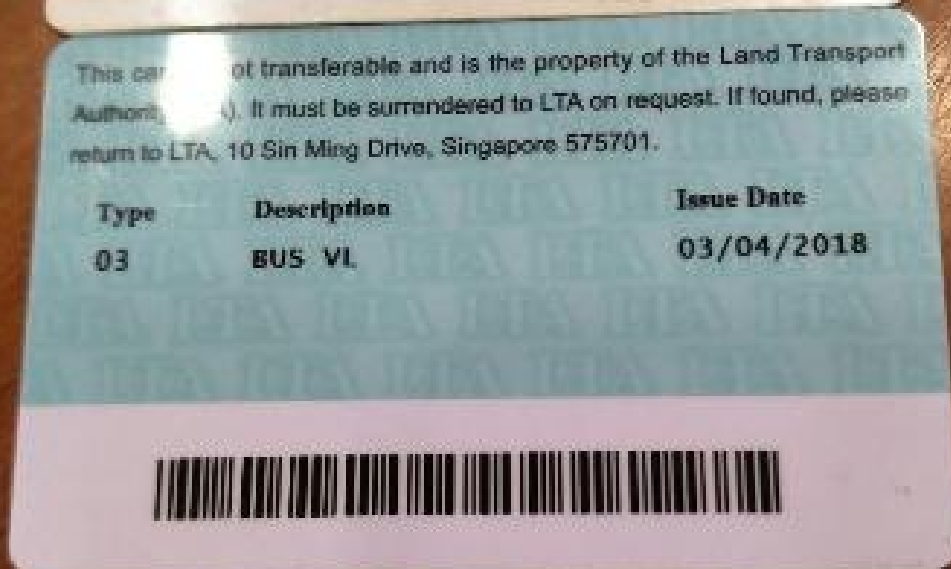 This ot transferable and is the property of the Land Transport
It must be surrendered to LTA on request. If found, please
return to LTA, 10 Sin Ming Drive, Singapore 575701.
Type Description Issue Date
03 BUS VL 03/04/2018